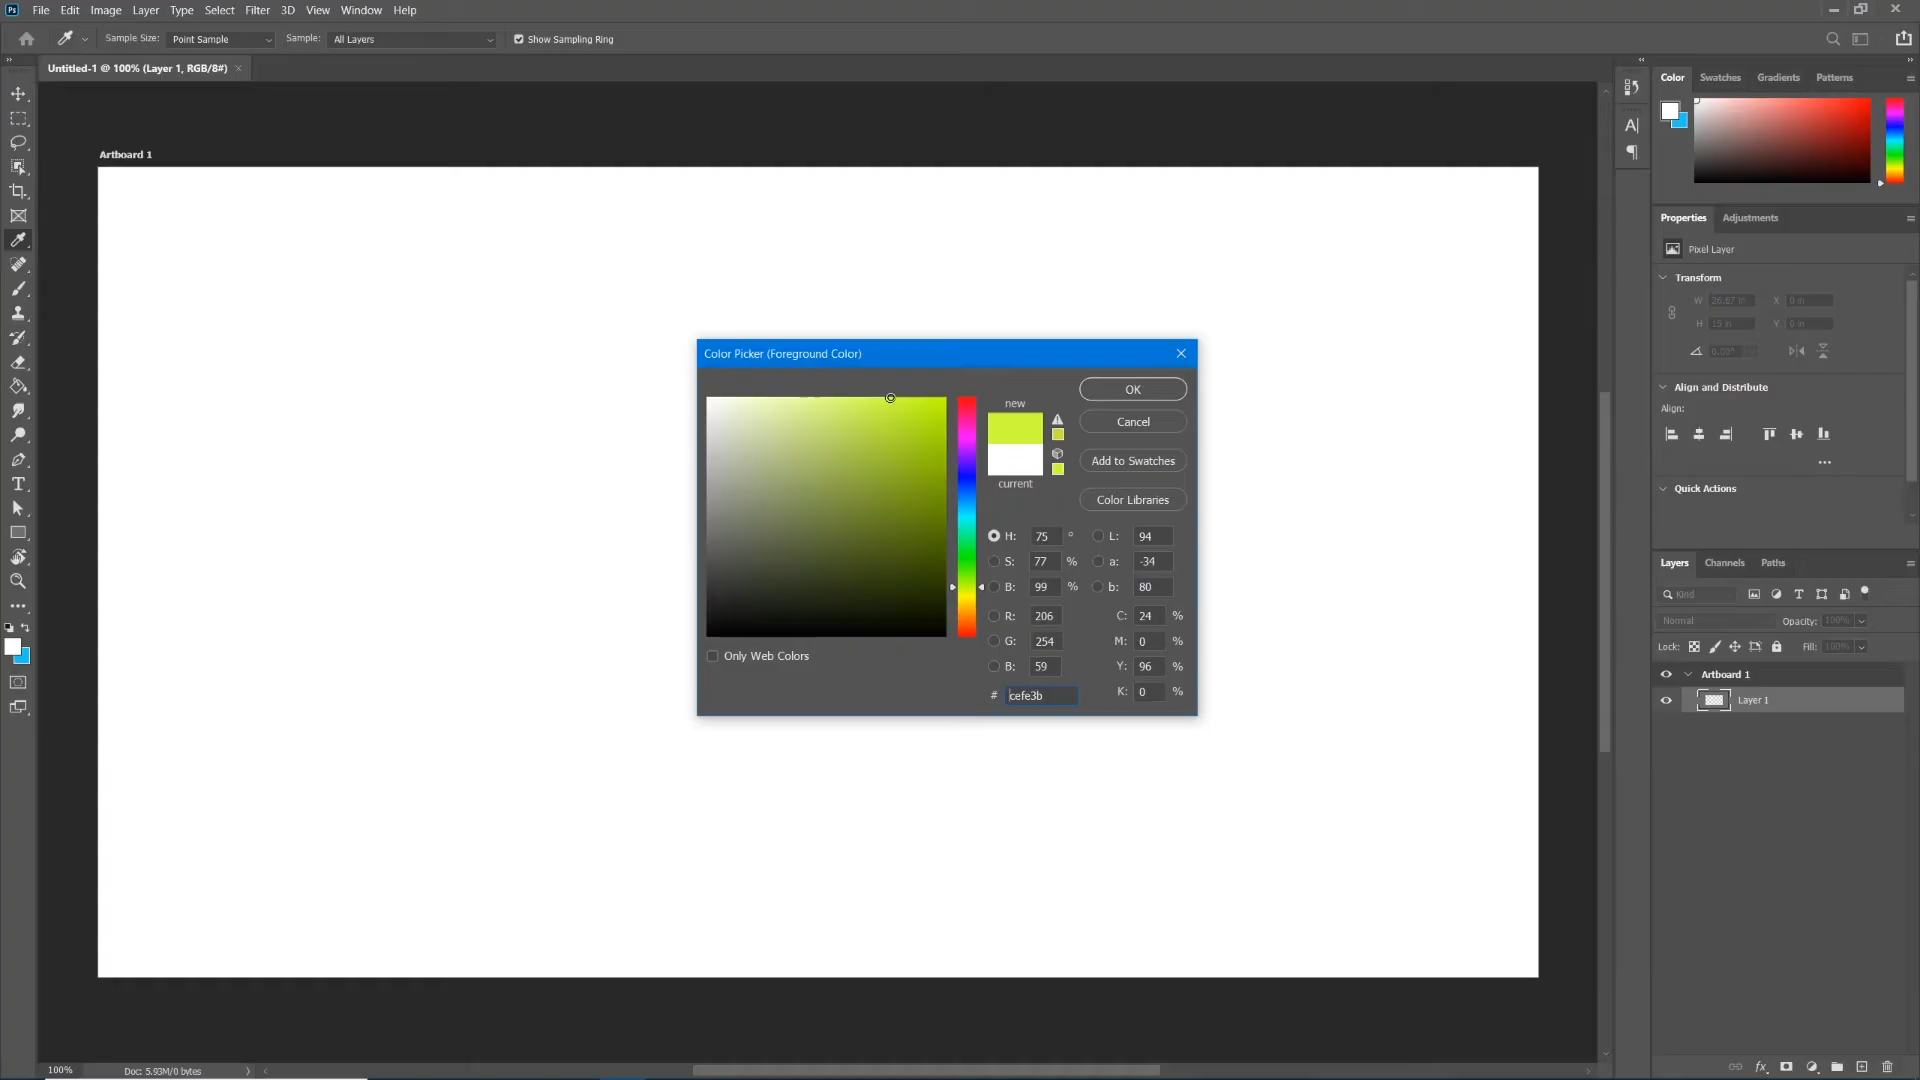 Ps File Edit Image Layer Type Select Filter 3D View Window Help
Sample Size: Point Sample Sample: All Layers Show Sampling Ring
Untitled-1 @ 100% (Layer 1, RGB/8#)
Artboard 1
Color Picker (Foreground Color)
new
current
OK
Cancel
Add to Swatches
Color Libraries
H: 75 ° L: 94
S: 77 % a: -34
B: 99 % b: 80
R: 206 C: 24 %
G: 254 M: 0 %
B: 59 Y: 96 %
# cefe3b K: 0 %
Only Web Colors
Color Swatches Gradients Patterns
Properties Adjustments
Pixel Layer
Transform
W 26.67 in X 0 in
H 15 in Y 0 in
0.00°
Align and Distribute
Align:
Quick Actions
Layers Channels Paths
Kind
Normal Opacity: 100%
Lock: Fill: 100%
Artboard 1
Layer 1
100% Doc: 5.93M/0 bytes
fx